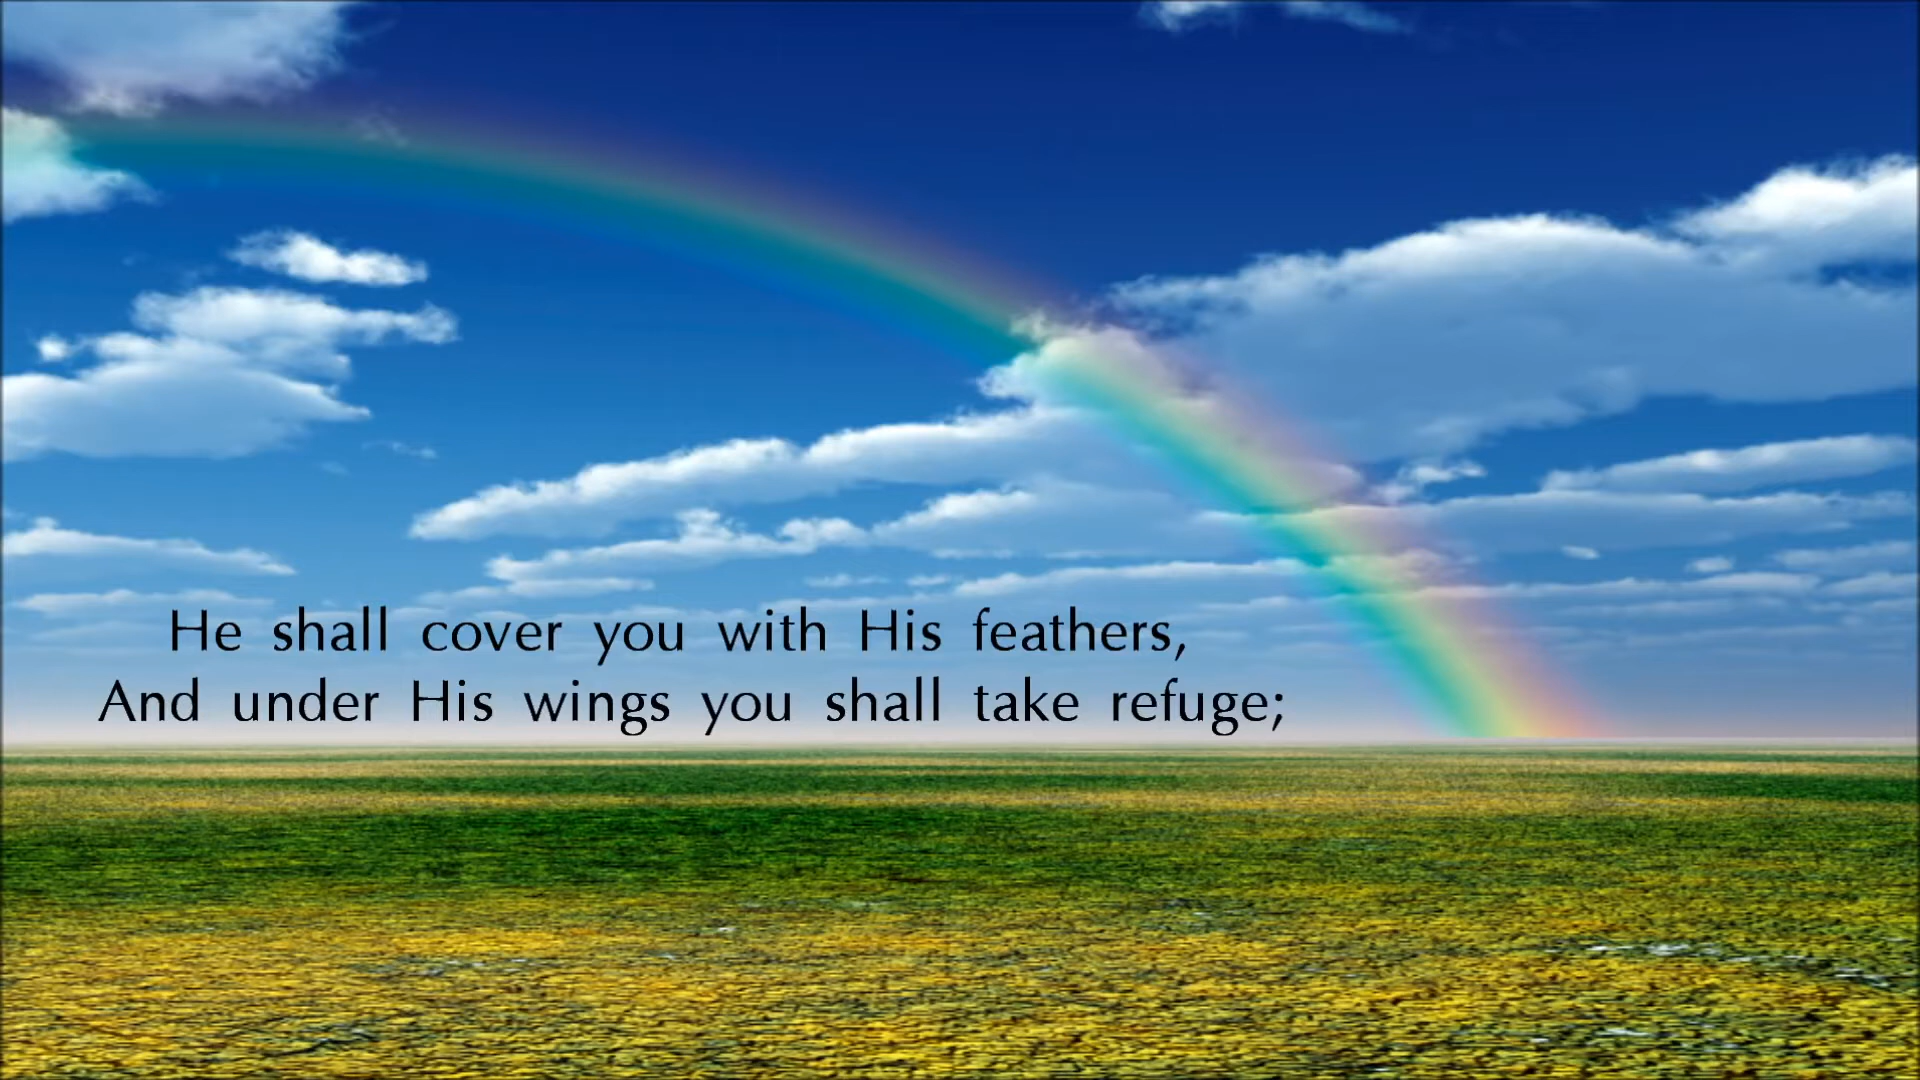 He shall cover you with His feathers,
And under His wings you shall take refuge;